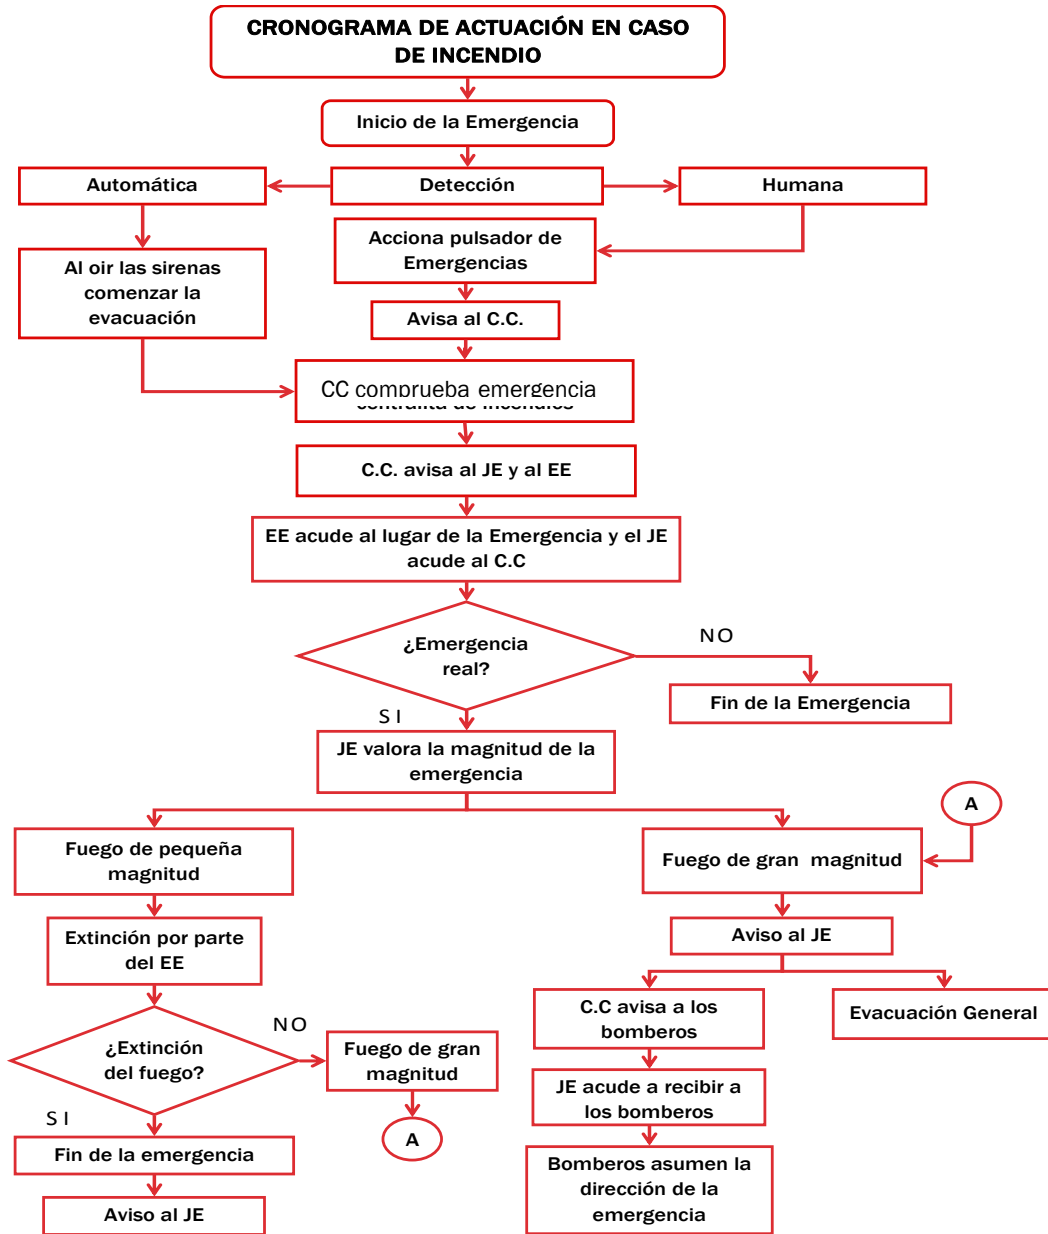 CRONOGRAMA DE ACTUACIÓN EN CASO
DE INCENDIO
Inicio de la Emergencia
Automática
Detección
Humana
Acciona pulsador de
Emergencias
Al oir las sirenas
comenzar la
evacuación
Avisa al C.C.
CC comprueba emergencia
centralita de incendios
C.C. avisa al JE y al EE
EE acude al lugar de la Emergencia y el JE
acude al C.C
¿Emergencia
real?
NO
Fin de la Emergencia
SI
JE valora la magnitud de la
emergencia
A
Fuego de pequeña
magnitud
Fuego de gran magnitud
Extinción por parte
del EE
Aviso al JE
C.C avisa a los
bomberos
Evacuación General
¿Extinción
del fuego?
NO
Fuego de gran
magnitud
JE acude a recibir a
los bomberos
SI
A
Fin de la emergencia
Bomberos asumen la
dirección de la
emergencia
Aviso al JE